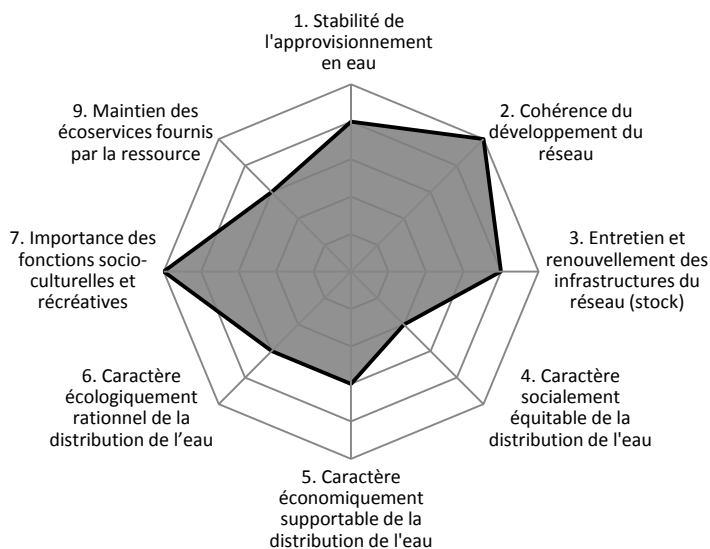 1. Stabilité de
l'approvisionnement
en eau
2. Cohérence du
développement du
réseau
3. Entretien et
renouvellement des
infrastructures du
réseau (stock)
4. Caractère
socialement
équitable de la
distribution de l'eau
5. Caractère
économiquement
supportable de la
distribution de l'eau
6. Caractère
écologiquement
rationnel de la
distribution de l’eau
7. Importance des
fonctions socio-
culturelles et
récréatives
9. Maintien des
écoservices fournis
par la ressource